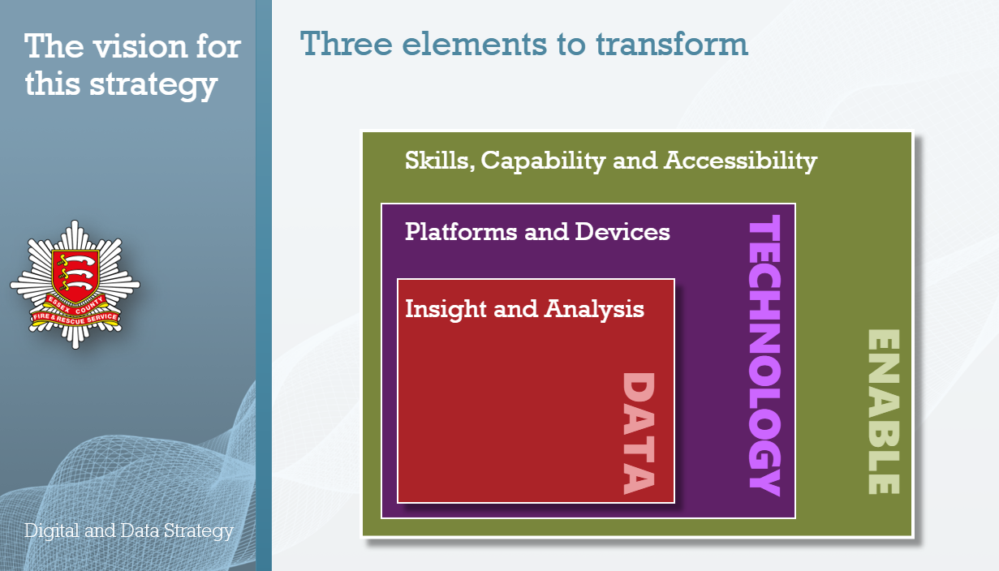 The vision for
this strategy
ESSEX COUNTY
FIRE & RESCUE SERVICE
Digital and Data Strategy
Three elements to transform
Skills, Capability and Accessibility
Platforms and Devices
Insight and Analysis
DATA
TECHNOLOGY
ENABLE